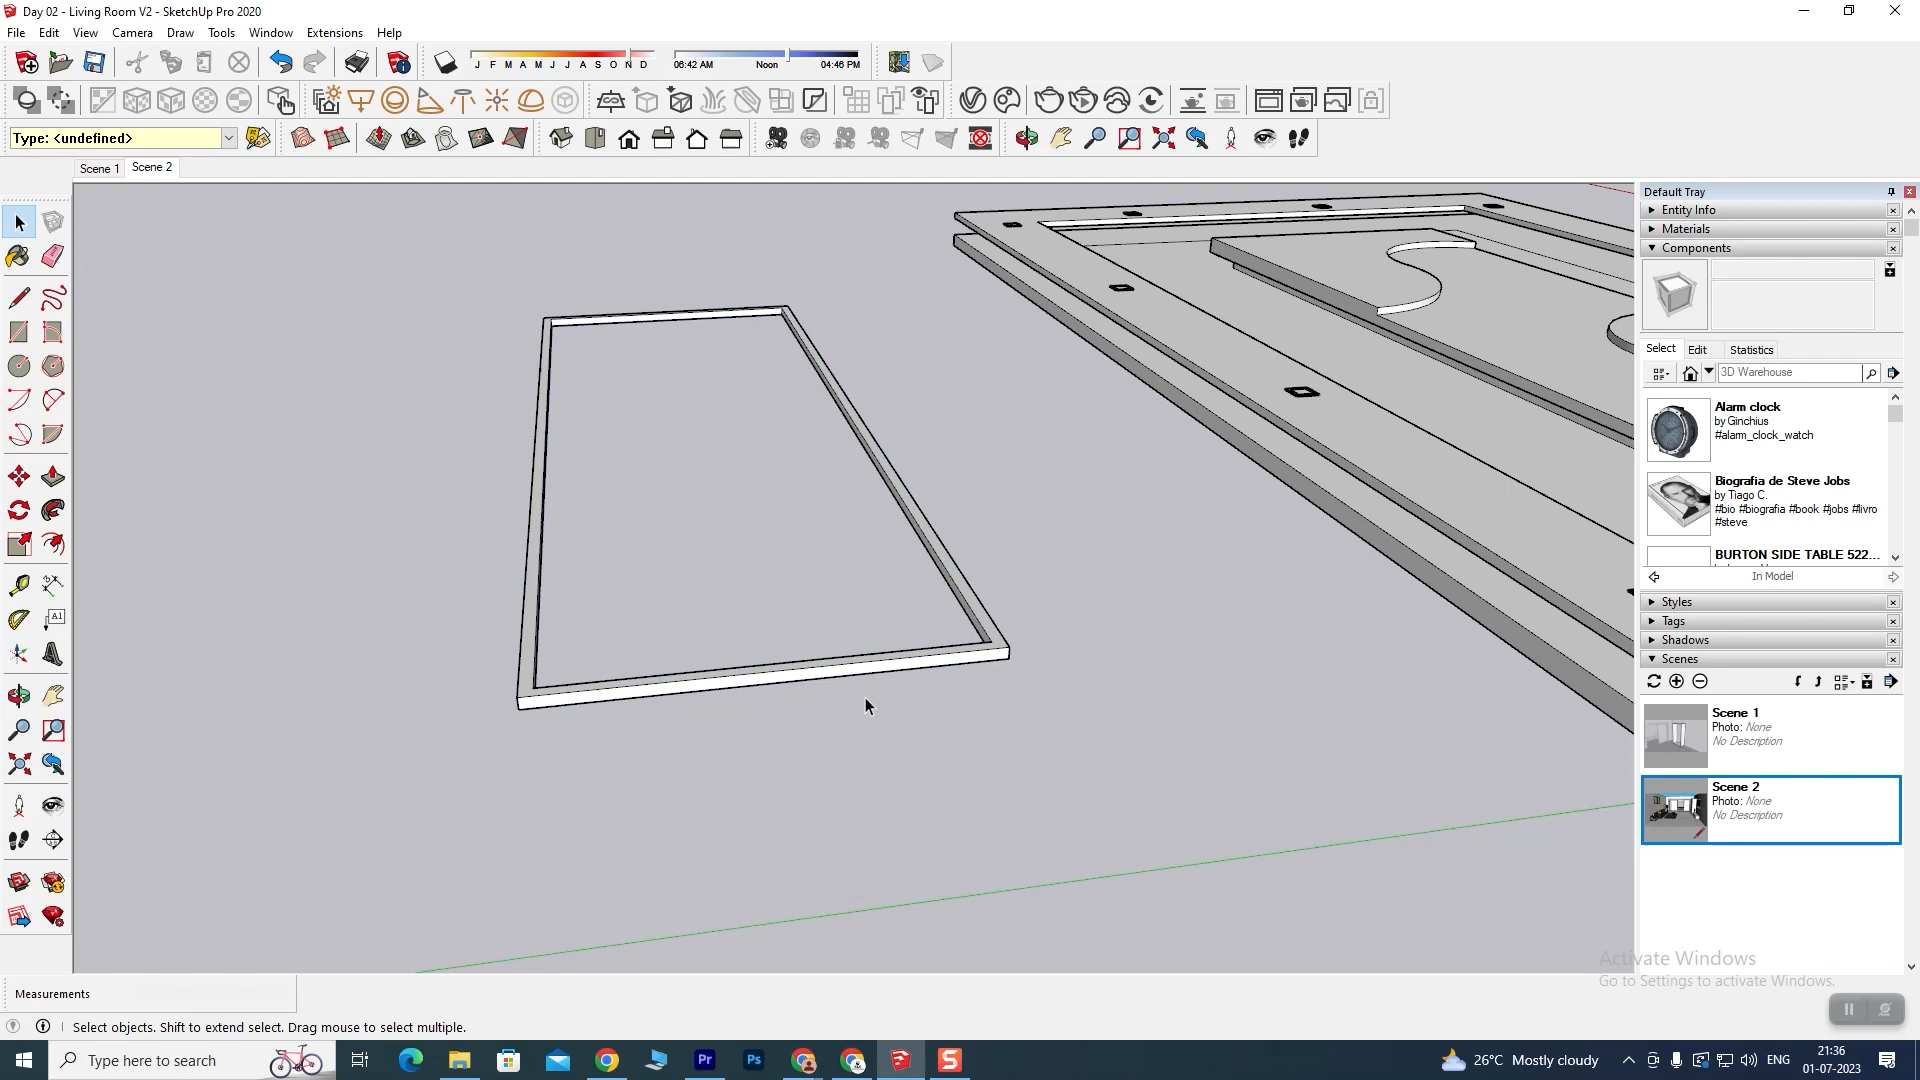 Day 02 - Living Room V2 - SketchUp Pro 2020
File Edit View Camera Draw Tools Window Extensions Help
J F M A M J J A S O N D
06:42 AM Noon 04:46 PM
Type: <undefined>
Scene 1 Scene 2
Default Tray
Entity Info
Materials
Components
Select Edit Statistics
3D Warehouse
Alarm clock
by Ginchius
#alarm_clock_watch
Biografia de Steve Jobs
by Tiago C.
#bio #biografia #book #jobs #livro
#steve
BURTON SIDE TABLE 522...
In Model
Styles
Tags
Shadows
Scenes
Scene 1
Photo: None
No Description
Scene 2
Photo: None
No Description
A1
Activate Windows
Go to Settings to activate Windows.
Measurements
Select objects. Shift to extend select. Drag mouse to select multiple.
Type here to search
Pr
Ps
S
26°C Mostly cloudy
ENG
21:36
01-07-2023